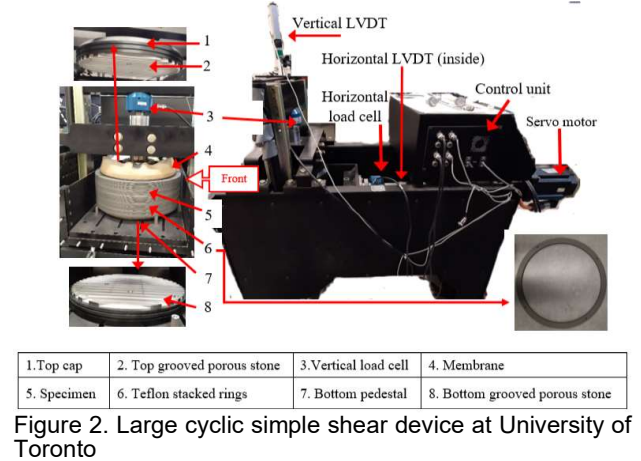 Vertical LVDT
1
2
Horizontal LVDT (inside)
Horizontal
load cell
Control unit
Servo motor
3
4
Front
5
6
7
8
1.Top cap
2. Top grooved porous stone
3.Vertical load cell
4. Membrane
5. Specimen
6. Teflon stacked rings
7. Bottom pedestal
8. Bottom grooved porous stone
Figure 2. Large cyclic simple shear device at University of
Toronto